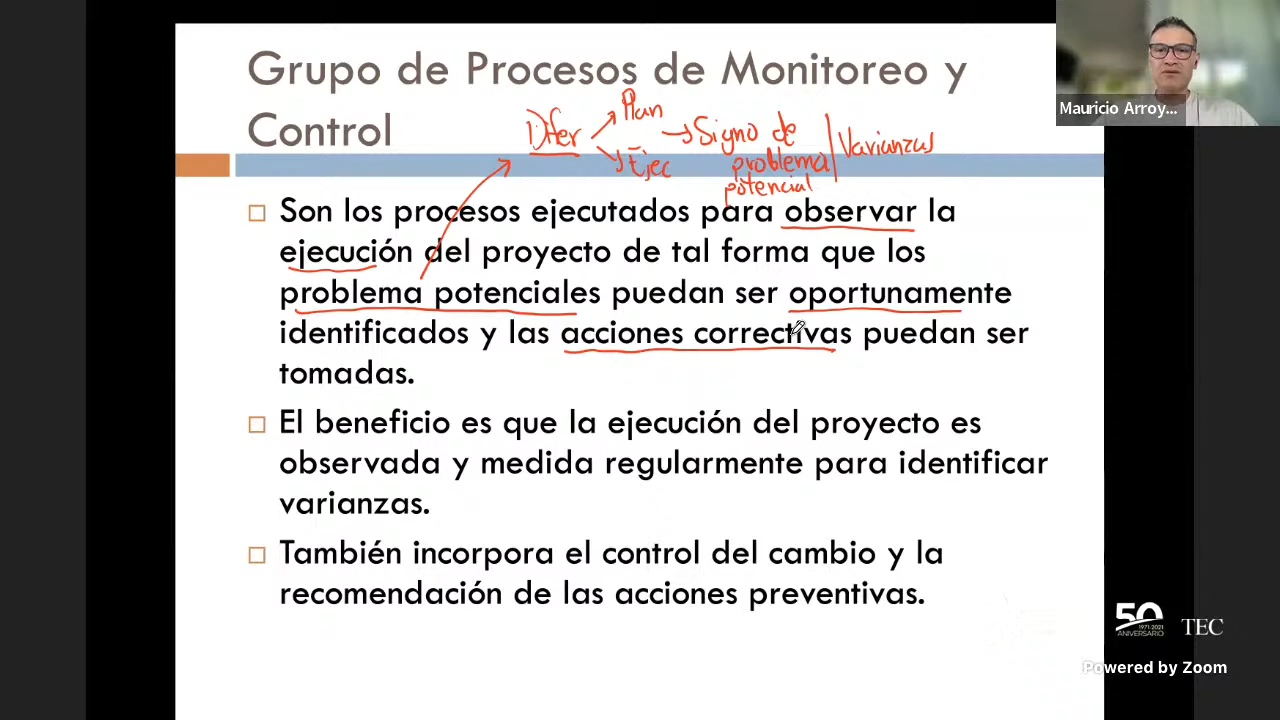 Grupo de Procesos de Monitoreo y
Control
Difer
Plan
Ejec
Signo de
problema
potencial
Varianzas
Son los procesos ejecutados para observar la
ejecución del proyecto de tal forma que los
problema potenciales puedan ser oportunamente
identificados y las acciones correctivas puedan ser
tomadas.
El beneficio es que la ejecución del proyecto es
observada y medida regularmente para identificar
varianzas.
También incorpora el control del cambio y la
recomendación de las acciones preventivas.
Mauricio Arroy...
50
1971-2021
ANIVERSARIO
TEC
Powered by Zoom